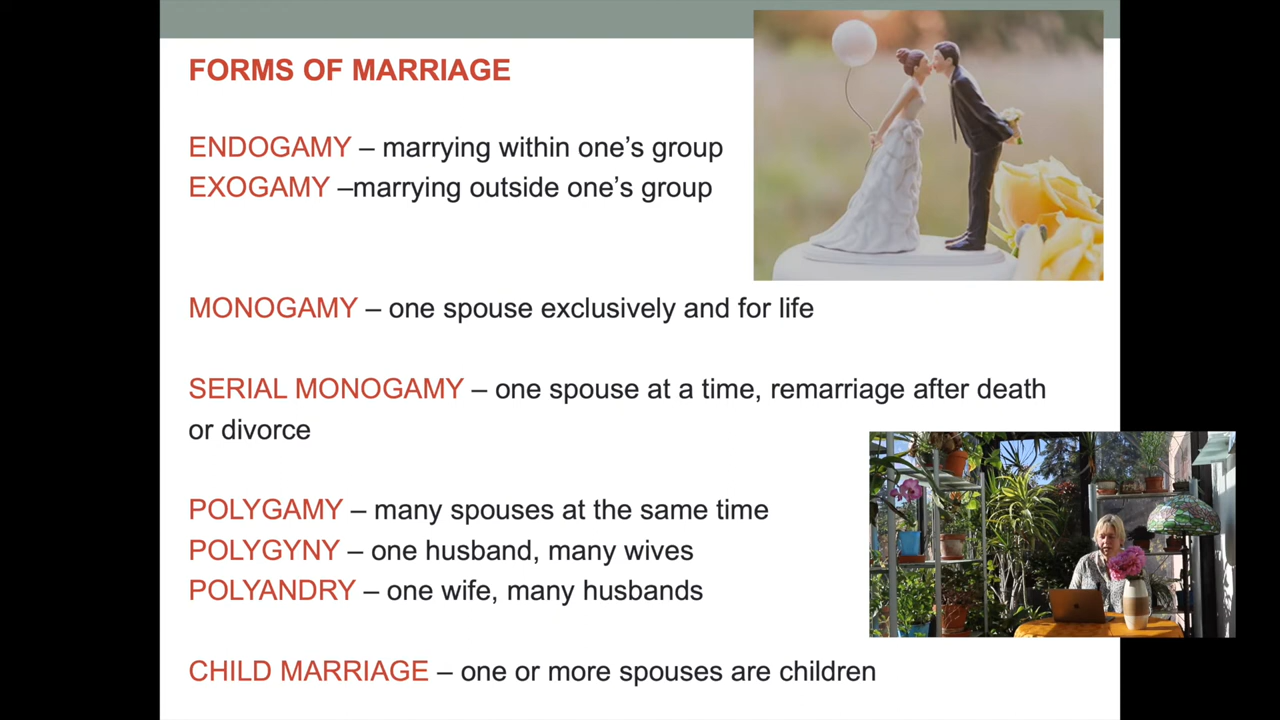 FORMS OF MARRIAGE
ENDOGAMY – marrying within one’s group
EXOGAMY –marrying outside one’s group
MONOGAMY – one spouse exclusively and for life
SERIAL MONOGAMY – one spouse at a time, remarriage after death
or divorce
POLYGAMY – many spouses at the same time
POLYGYNY – one husband, many wives
POLYANDRY – one wife, many husbands
CHILD MARRIAGE – one or more spouses are children